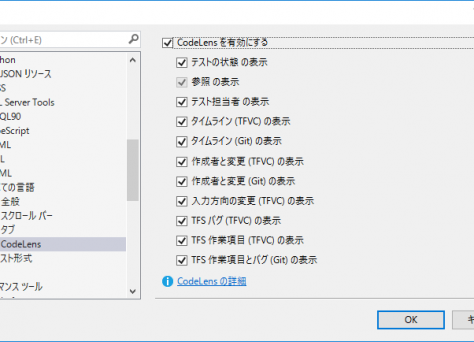 ン (Ctrl+E)
thon
JSON リソース
SS
L Server Tools
QL90
peScript
ML
L
ML
ての言語
全般
スクロール バー
タブ
CodeLens
スト形式
マンス ツール
CodeLens を有効にする
テストの状態 の表示
参照 の表示
テスト担当者 の表示
タイムライン (TFVC) の表示
タイムライン (Git) の表示
作成者と変更 (TFVC) の表示
作成者と変更 (Git) の表示
入力方向の変更 (TFVC) の表示
TFS バグ (TFVC) の表示
TFS 作業項目 (TFVC) の表示
TFS 作業項目とバグ (Git) の表示
CodeLens の詳細
OK
キ